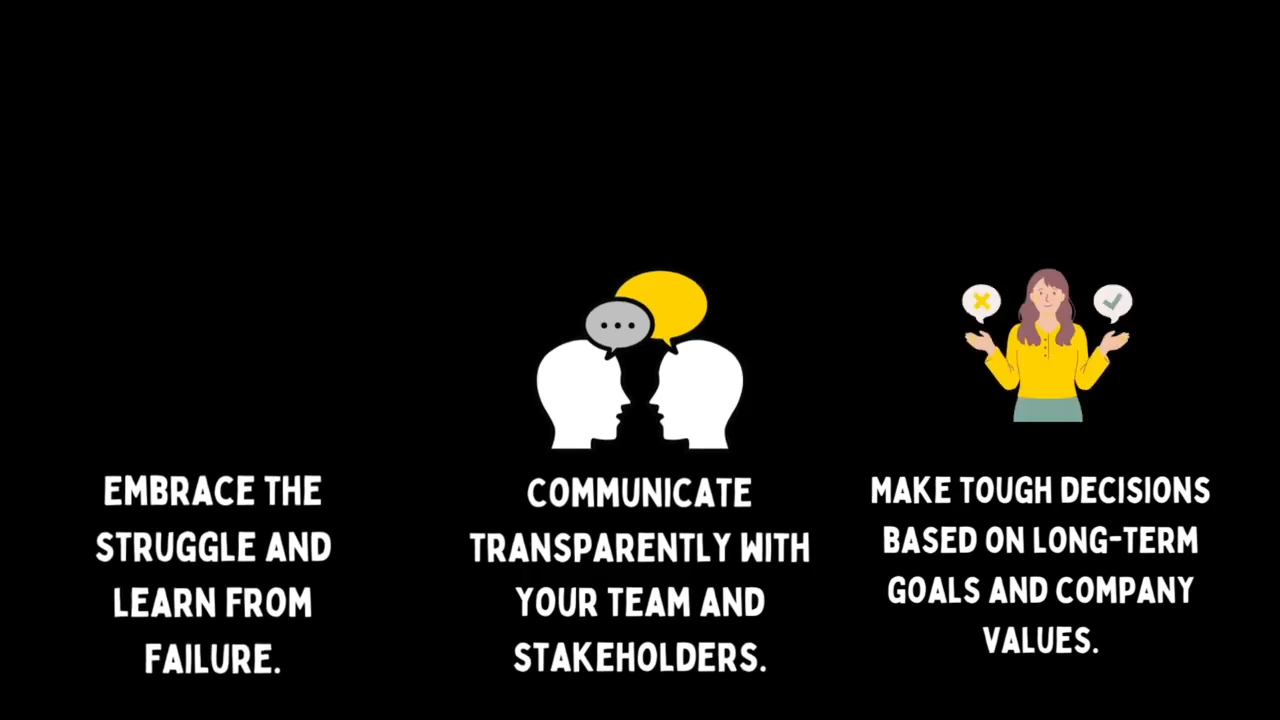 EMBRACE THE
STRUGGLE AND
LEARN FROM
FAILURE.
COMMUNICATE
TRANSPARENTLY WITH
YOUR TEAM AND
STAKEHOLDERS.
MAKE TOUGH DECISIONS
BASED ON LONG-TERM
GOALS AND COMPANY
VALUES.